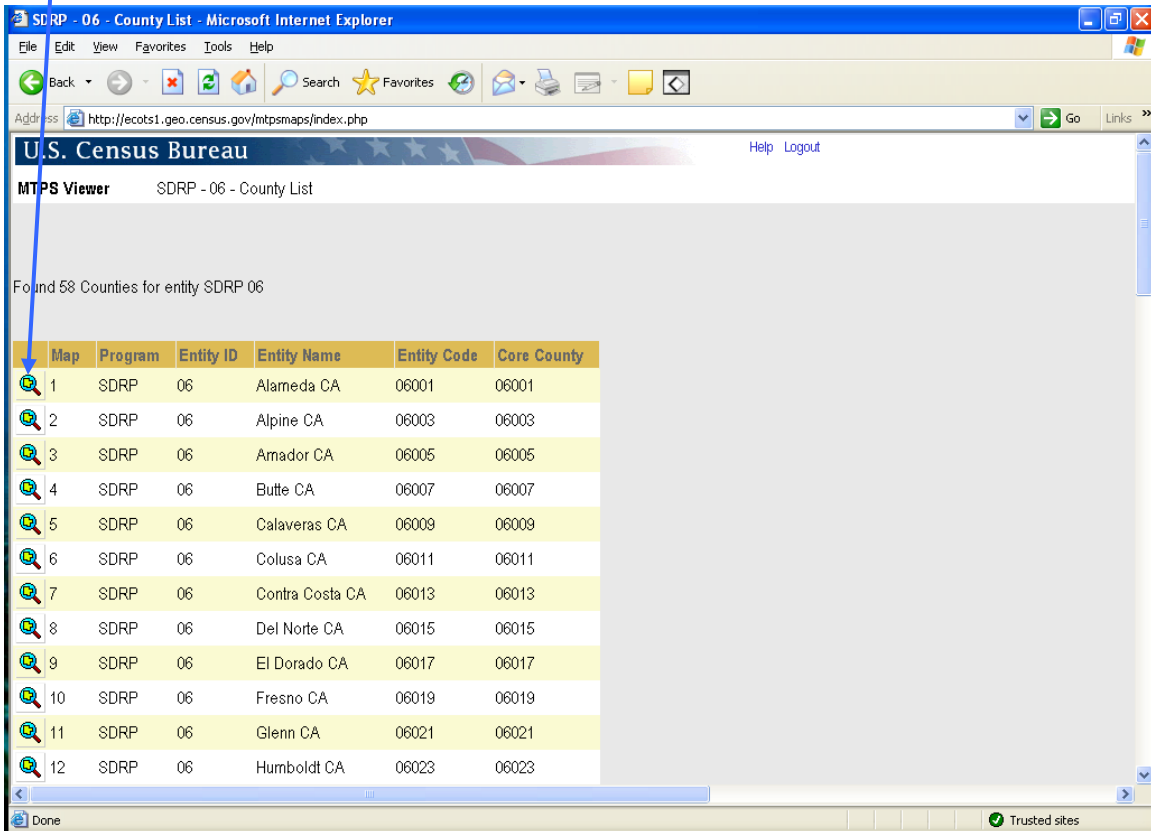 SDRP - 06 - County List - Microsoft Internet Explorer
File Edit View Favorites Tools Help
Back Search Favorites
Address http://ecots1.geo.census.gov/mtpsmaps/index.php Go Links »
U.S. Census Bureau Help Logout
MTPS Viewer SDRP - 06 - County List
Found 58 Counties for entity SDRP 06
Map Program Entity ID Entity Name Entity Code Core County
1 SDRP 06 Alameda CA 06001 06001
2 SDRP 06 Alpine CA 06003 06003
3 SDRP 06 Amador CA 06005 06005
4 SDRP 06 Butte CA 06007 06007
5 SDRP 06 Calaveras CA 06009 06009
6 SDRP 06 Colusa CA 06011 06011
7 SDRP 06 Contra Costa CA 06013 06013
8 SDRP 06 Del Norte CA 06015 06015
9 SDRP 06 El Dorado CA 06017 06017
10 SDRP 06 Fresno CA 06019 06019
11 SDRP 06 Glenn CA 06021 06021
12 SDRP 06 Humboldt CA 06023 06023
Done Trusted sites